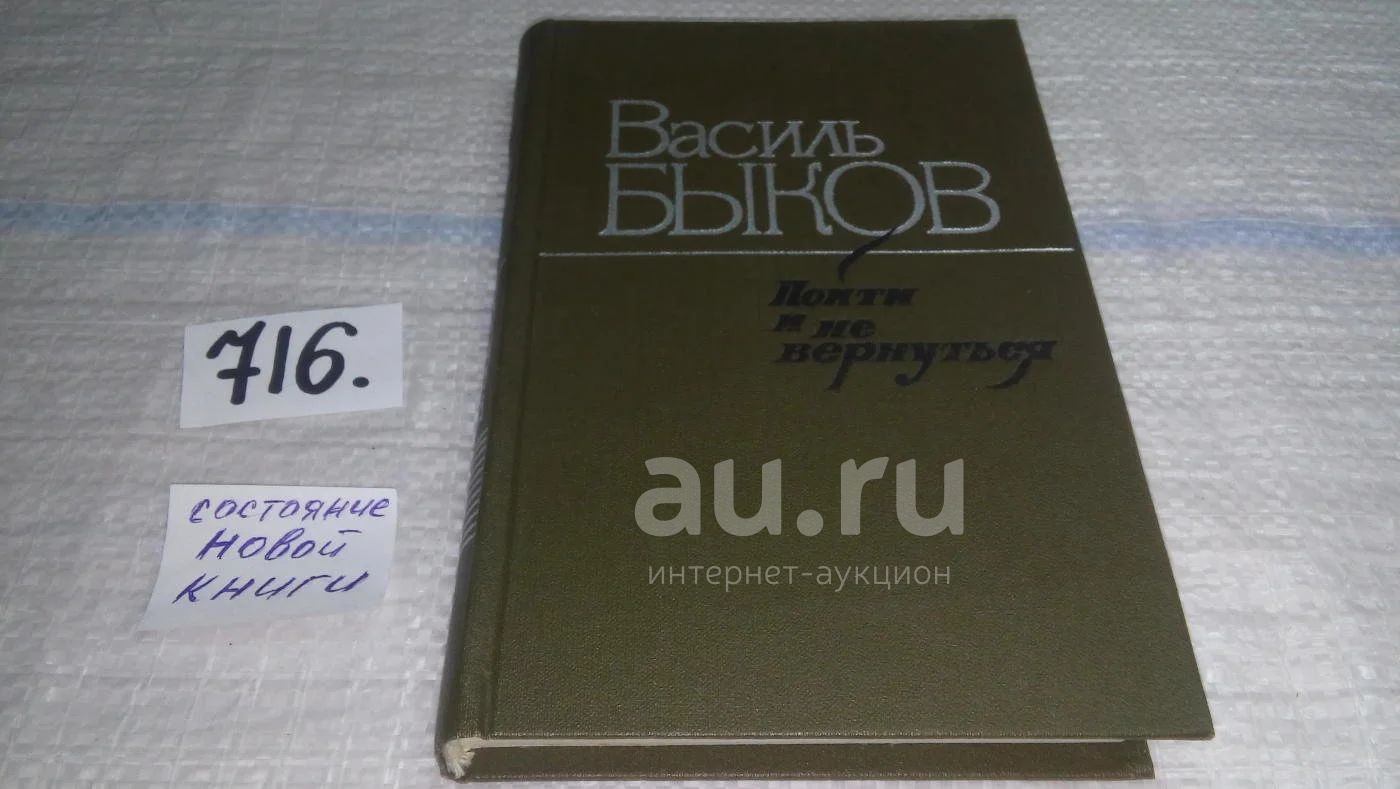 Василь
БЫКОВ
Пойти
и не
вернуться
716.
состояние
новой
книги
au.ru
интернет-аукцион